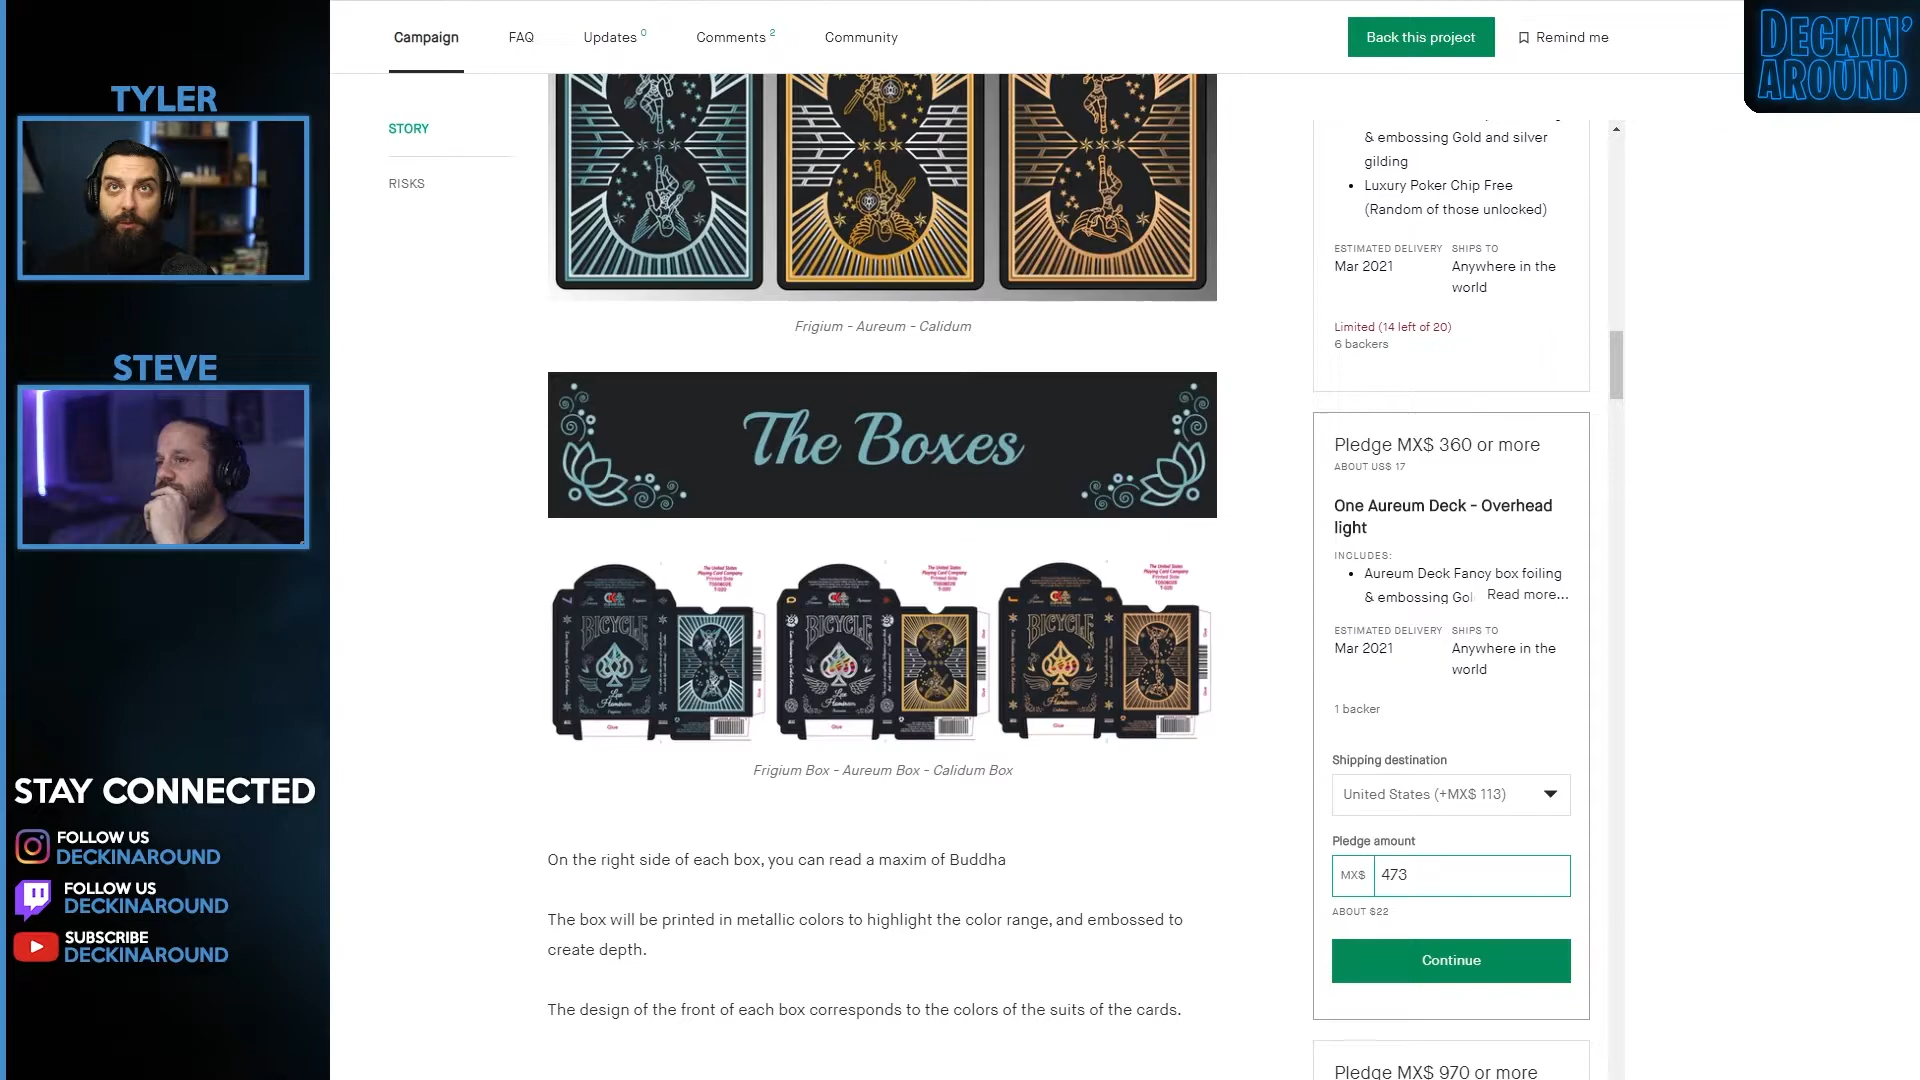 TYLER
STEVE
STAY CONNECTED
FOLLOW US
DECKINAROUND
FOLLOW US
DECKINAROUND
SUBSCRIBE
DECKINAROUND
Campaign
FAQ
Updates 0
Comments 2
Community
Back this project
Remind me
DECKIN'
AROUND
STORY
RISKS
Frigium - Aureum - Calidum
The Boxes
BICYCLE
BICYCLE
BICYCLE
Glue
Glue
Glue
Frigium Box - Aureum Box - Calidum Box
On the right side of each box, you can read a maxim of Buddha
The box will be printed in metallic colors to highlight the color range, and embossed to
create depth.
The design of the front of each box corresponds to the colors of the suits of the cards.
& embossing Gold and silver
gilding
Luxury Poker Chip Free
(Random of those unlocked)
ESTIMATED DELIVERY
Mar 2021
SHIPS TO
Anywhere in the
world
Limited (14 left of 20)
6 backers
Pledge MX$ 360 or more
ABOUT US$ 17
One Aureum Deck - Overhead
light
INCLUDES:
Aureum Deck Fancy box foiling
& embossing Gol Read more...
ESTIMATED DELIVERY
Mar 2021
SHIPS TO
Anywhere in the
world
1 backer
Shipping destination
United States (+MX$ 113)
Pledge amount
MX$ 473
ABOUT $22
Continue
Pledge MX$ 970 or more